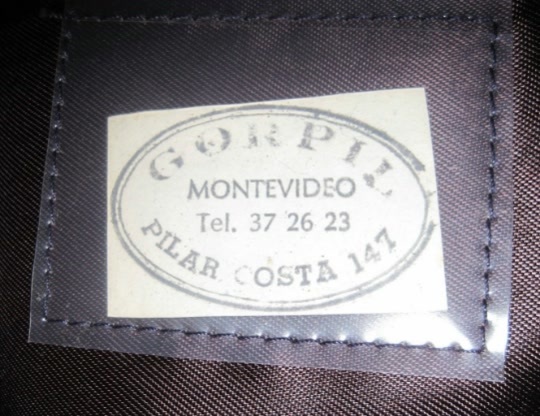 GORPIL
MONTEVIDEO
Tel. 37 26 23
PILAR COSTA 147